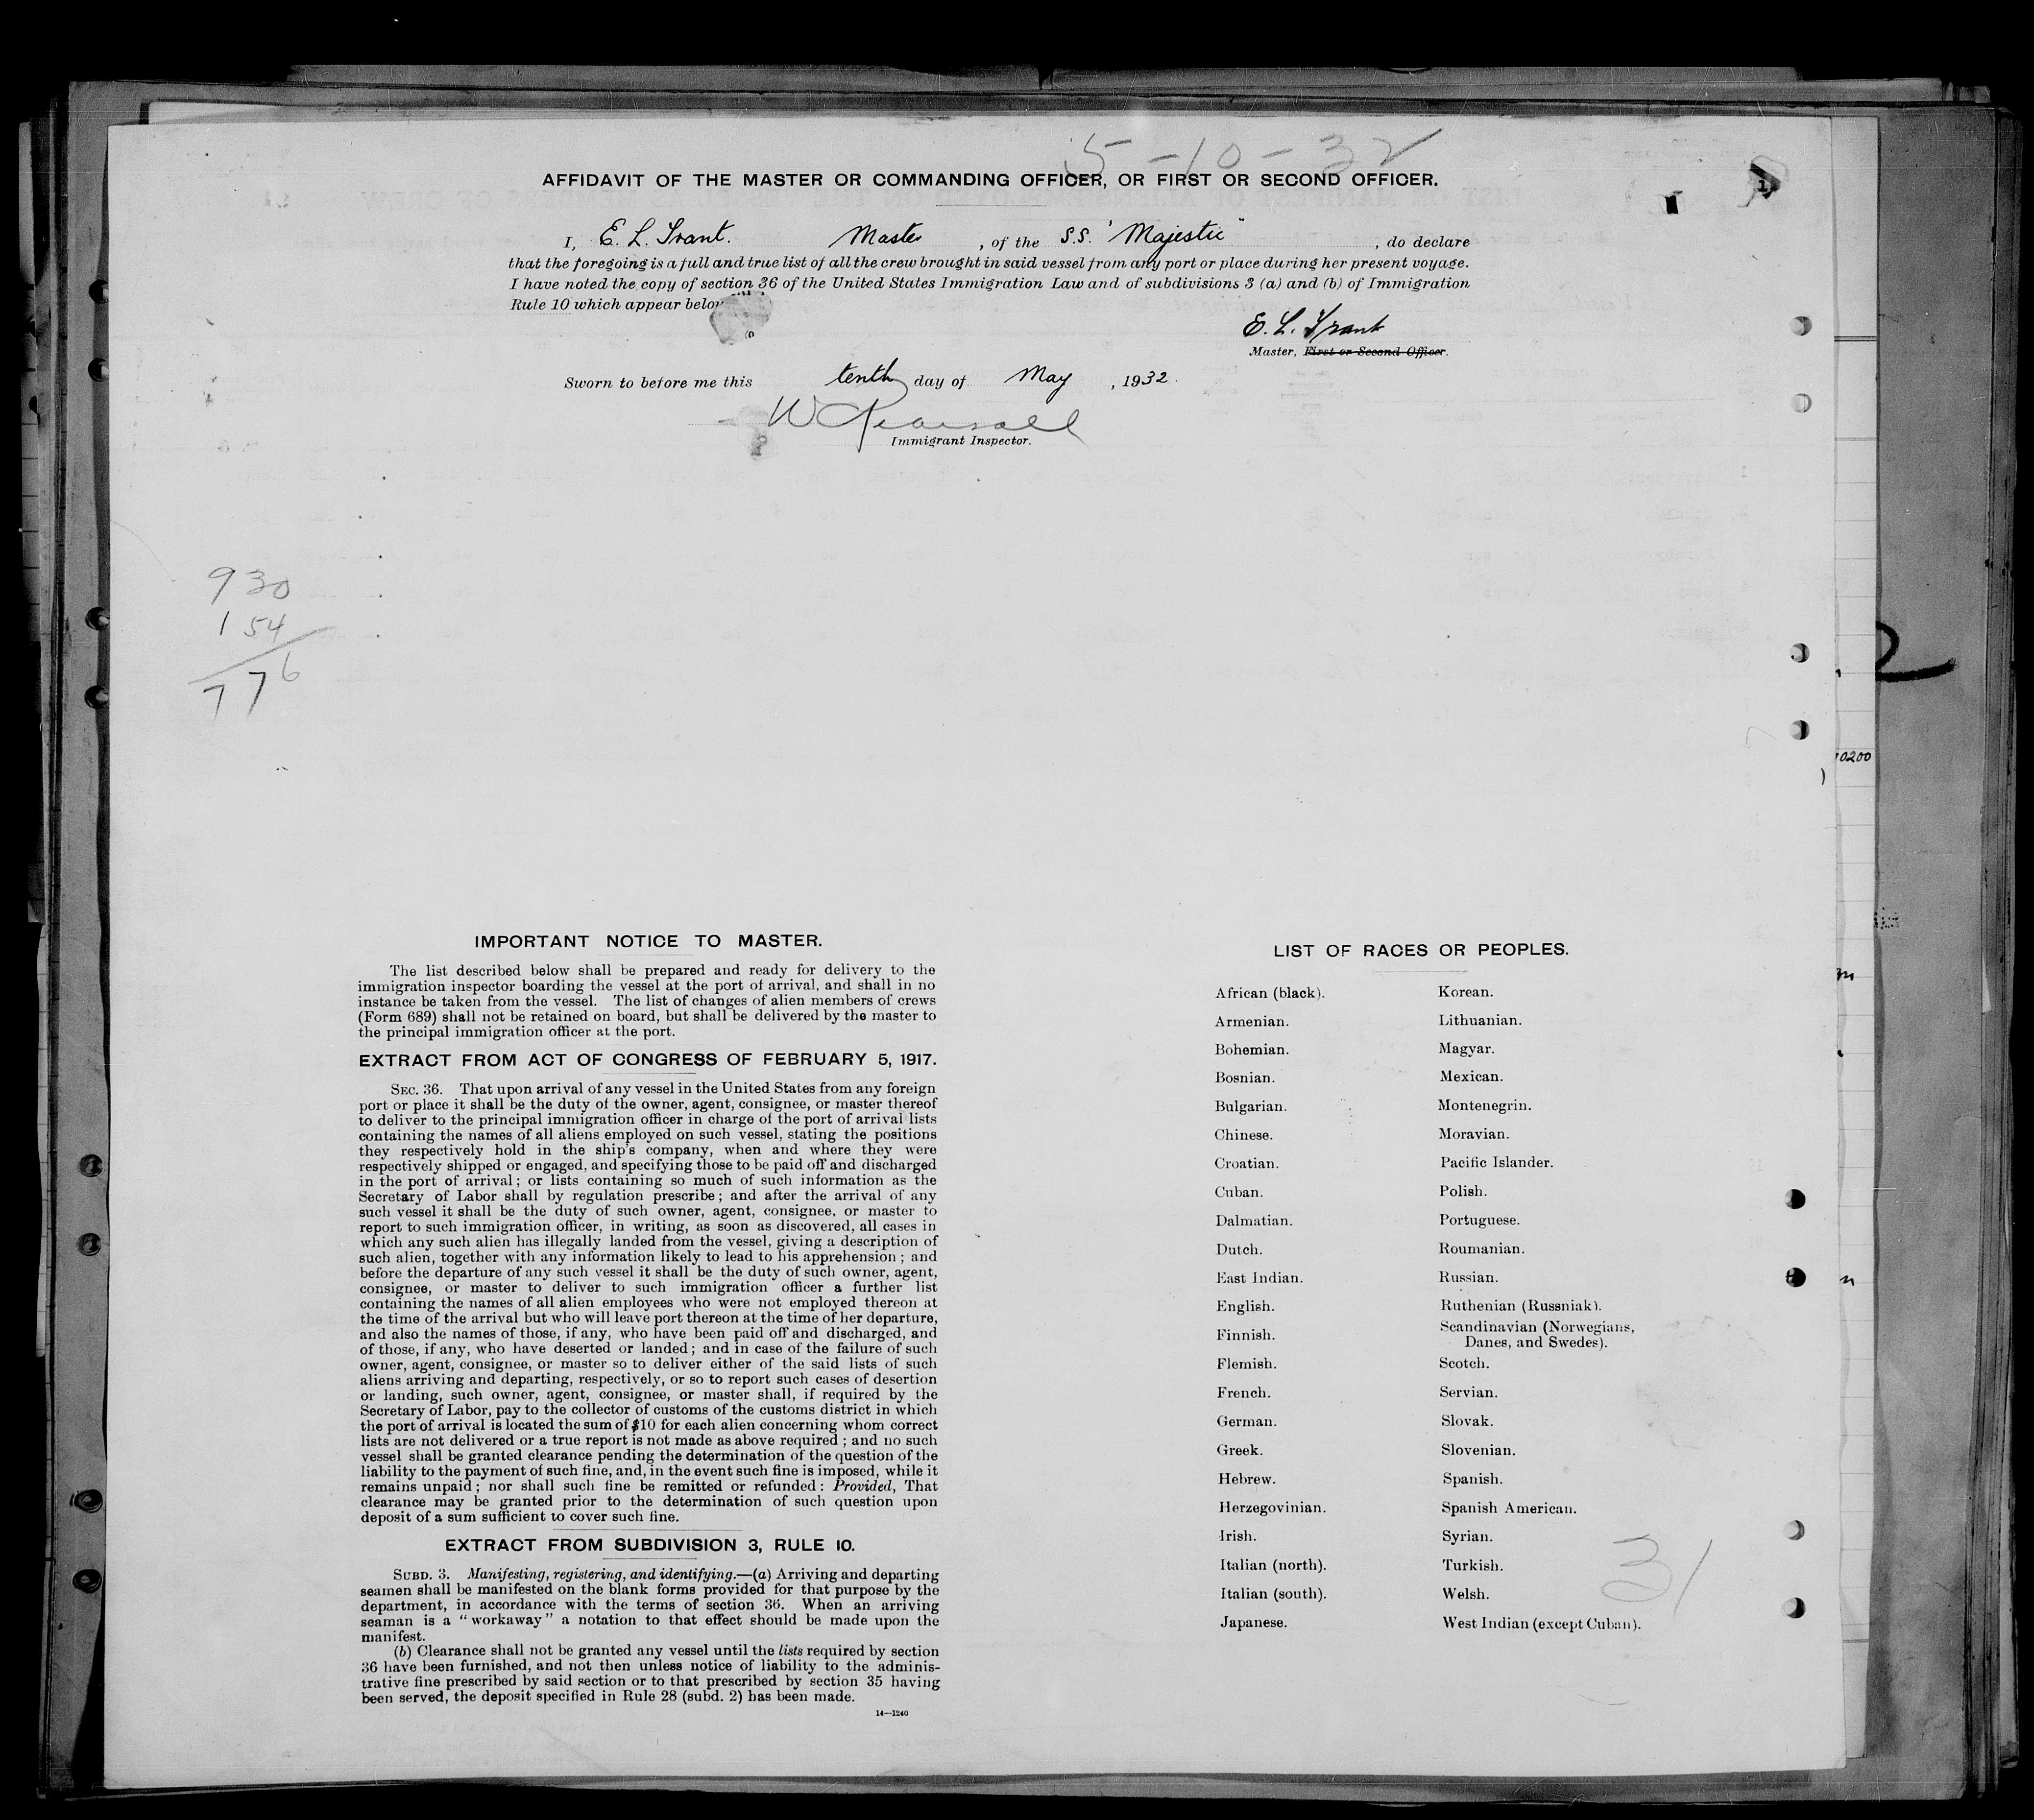 5-10-32
AFFIDAVIT OF THE MASTER OR COMMANDING OFFICER, OR FIRST OR SECOND OFFICER.
I, E. L. Trant. Master, of the S.S. "Majestic", do declare
that the foregoing is a full and true list of all the crew brought in said vessel from any port or place during her present voyage.
I have noted the copy of section 36 of the United States Immigration Law and of subdivisions 3 (a) and (b) of Immigration
Rule 10 which appear below
E. L. Trant
Master, First or Second Officer.
Sworn to before me this tenth day of May, 1932.
Immigrant Inspector.
930
154
776
0200
IMPORTANT NOTICE TO MASTER.
The list described below shall be prepared and ready for delivery to the
immigration inspector boarding the vessel at the port of arrival, and shall in no
instance be taken from the vessel. The list of changes of alien members of crews
(Form 689) shall not be retained on board, but shall be delivered by the master to
the principal immigration officer at the port.
EXTRACT FROM ACT OF CONGRESS OF FEBRUARY 5, 1917.
SEC. 36. That upon arrival of any vessel in the United States from any foreign
port or place it shall be the duty of the owner, agent, consignee, or master thereof
to deliver to the principal immigration officer in charge of the port of arrival lists
containing the names of all aliens employed on such vessel, stating the positions
they respectively hold in the ship's company, when and where they were
respectively shipped or engaged, and specifying those to be paid off and discharged
in the port of arrival; or lists containing so much of such information as the
Secretary of Labor shall by regulation prescribe; and after the arrival of any
such vessel it shall be the duty of such owner, agent, consignee, or master to
report to such immigration officer, in writing, as soon as discovered, all cases in
which any such alien has illegally landed from the vessel, giving a description of
such alien, together with any information likely to lead to his apprehension; and
before the departure of any such vessel it shall be the duty of such owner, agent,
consignee, or master to deliver to such immigration officer a further list
containing the names of all alien employees who were not employed thereon at
the time of the arrival but who will leave port thereon at the time of her departure,
and also the names of those, if any, who have been paid off and discharged, and
of those, if any, who have deserted or landed; and in case of the failure of such
owner, agent, consignee, or master so to deliver either of the said lists of such
aliens arriving and departing, respectively, or so to report such cases of desertion
or landing, such owner, agent, consignee, or master shall, if required by the
Secretary of Labor, pay to the collector of customs of the customs district in which
the port of arrival is located the sum of $10 for each alien concerning whom correct
lists are not delivered or a true report is not made as above required; and no such
vessel shall be granted clearance pending the determination of the question of the
liability to the payment of such fine, and, in the event such fine is imposed, while it
remains unpaid; nor shall such fine be remitted or refunded: Provided, That
clearance may be granted prior to the determination of such question upon
deposit of a sum sufficient to cover such fine.
EXTRACT FROM SUBDIVISION 3, RULE 10.
SUBD. 3. Manifesting, registering, and identifying.—(a) Arriving and departing
seamen shall be manifested on the blank forms provided for that purpose by the
department, in accordance with the terms of section 36. When an arriving
seaman is a "workaway" a notation to that effect should be made upon the
manifest.
(b) Clearance shall not be granted any vessel until the lists required by section
36 have been furnished, and not then unless notice of liability to the adminis-
trative fine prescribed by said section or to that prescribed by section 35 having
been served, the deposit specified in Rule 28 (subd. 2) has been made.
14—1240
LIST OF RACES OR PEOPLES.
African (black).
Armenian.
Bohemian.
Bosnian.
Bulgarian.
Chinese.
Croatian.
Cuban.
Dalmatian.
Dutch.
East Indian.
English.
Finnish.
Flemish.
French.
German.
Greek.
Hebrew.
Herzegovinian.
Irish.
Italian (north).
Italian (south).
Japanese.
Korean.
Lithuanian.
Magyar.
Mexican.
Montenegrin.
Moravian.
Pacific Islander.
Polish.
Portuguese.
Roumanian.
Russian.
Ruthenian (Russniak).
Scandinavian (Norwegians,
Danes, and Swedes).
Scotch.
Servian.
Slovak.
Slovenian.
Spanish.
Spanish American.
Syrian.
Turkish.
Welsh.
West Indian (except Cuban).
31